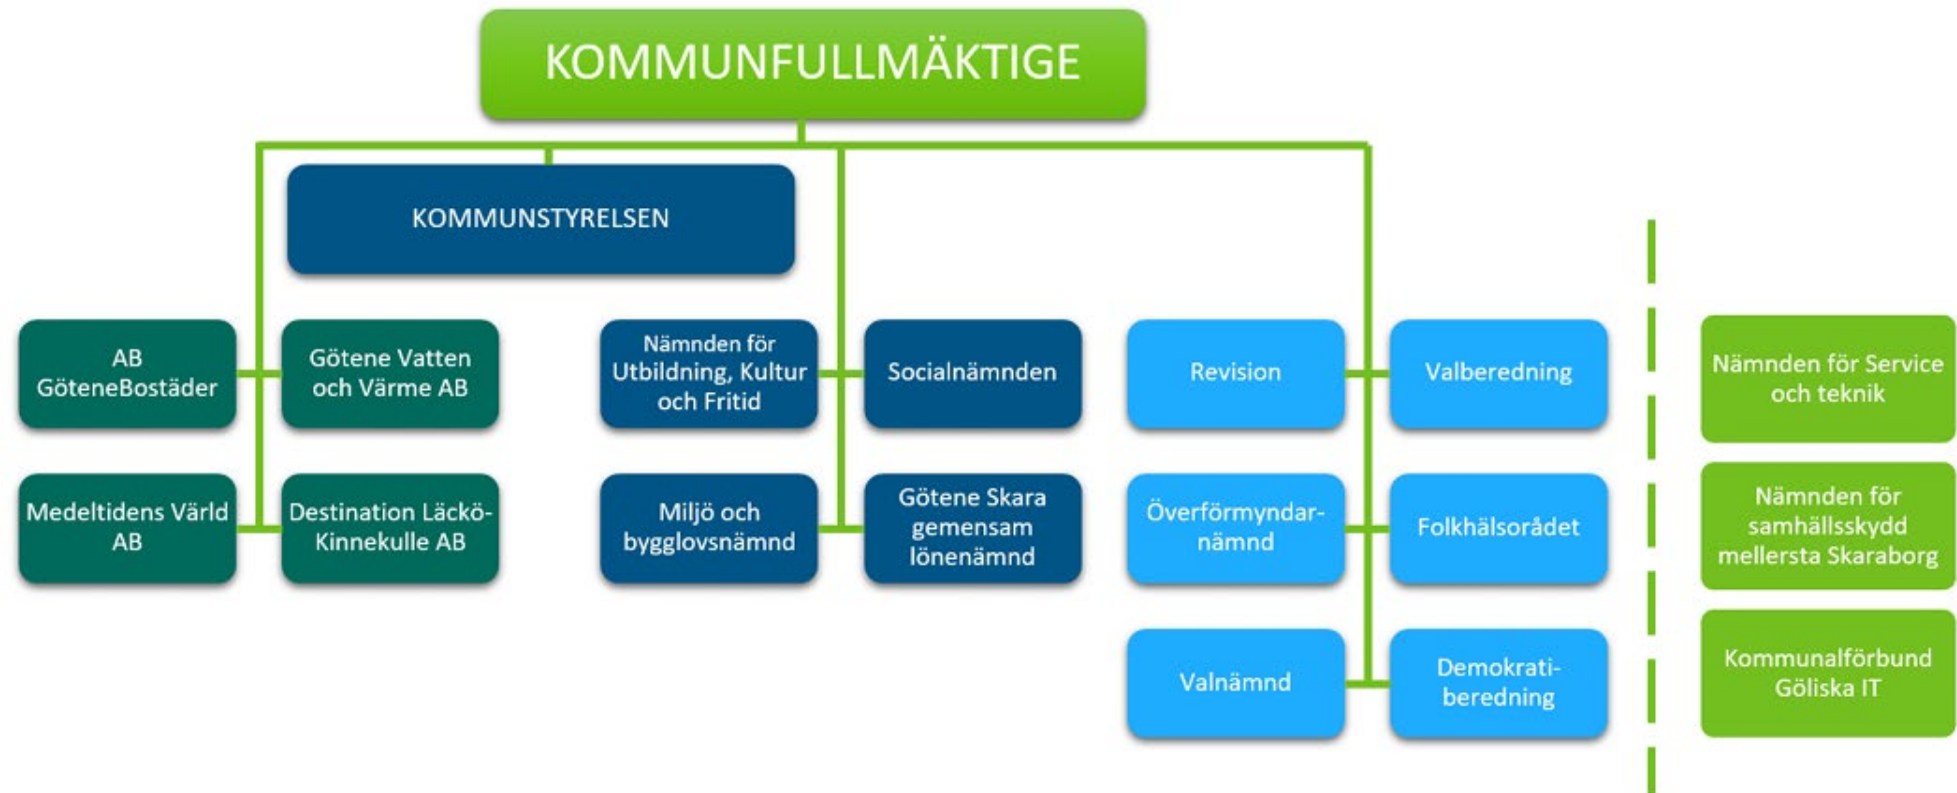 KOMMUNFULLMÄKTIGE
KOMMUNSTYRELSEN
AB
GöteneBostäder
Götene Vatten
och Värme AB
Medeltidens Värld
AB
Destination Läckö-
Kinnekulle AB
Nämnden för
Utbildning, Kultur
och Fritid
Socialnämnden
Miljö och
bygglovsnämnd
Götene Skara
gemensam
lönenämnd
Revision
Valberedning
Överförmyndar-
nämnd
Folkhälsorådet
Valnämnd
Demokrati-
beredning
Nämnden för Service
och teknik
Nämnden för
samhällsskydd
mellersta Skaraborg
Kommunalförbund
Göliska IT